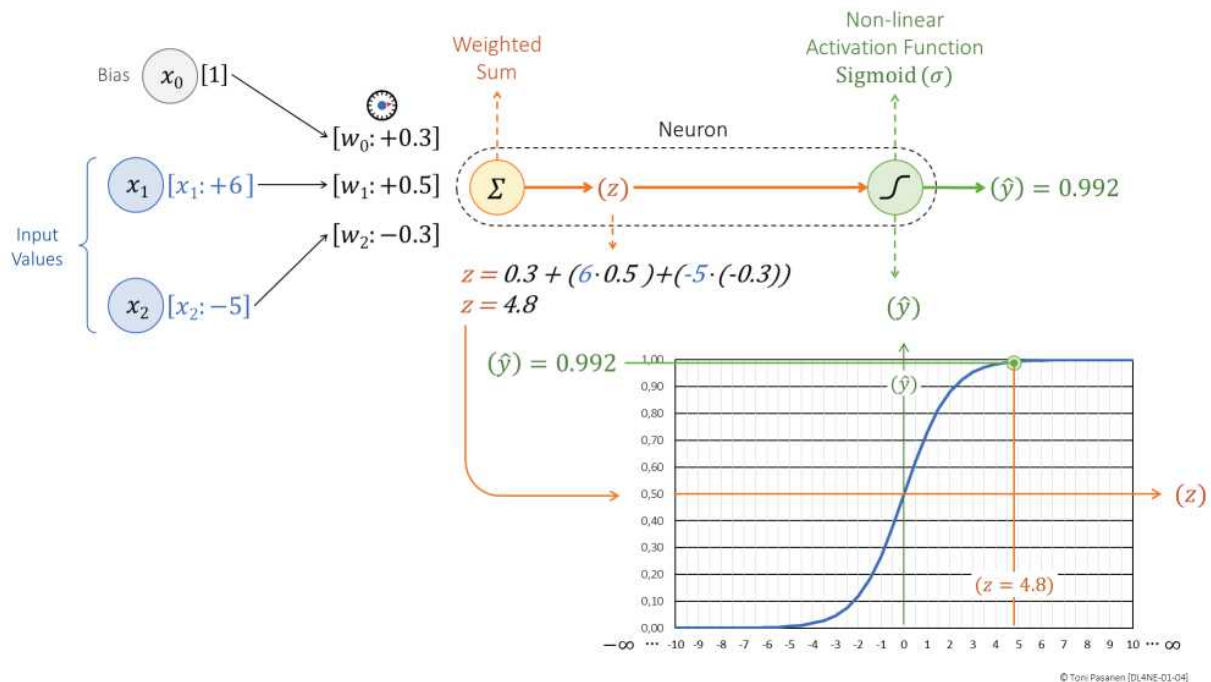 Non-linear
Activation Function
Sigmoid (σ)
Weighted
Sum
Bias x₀ [1]
Neuron
[w₀: +0.3]
x₁ [x₁: +6] [w₁: +0.5] Σ (z) (ŷ) = 0.992
[w₂: −0.3]
Input
Values
x₂ [x₂: −5]
z = 0.3 + (6· 0.5 )+(-5· (-0.3))
z = 4.8
(ŷ)
(ŷ) = 0.992
1,00
(ŷ)
0,90
0,80
0,70
0,60
0,50 (z)
0,40
0,30
0,20
(z = 4.8)
0,10
0,00
−∞ ··· -10 -9 -8 -7 -6 -5 -4 -3 -2 -1 0 1 2 3 4 5 6 7 8 9 10 ··· ∞
© Toni Pasanen [DL4NE-01-04]